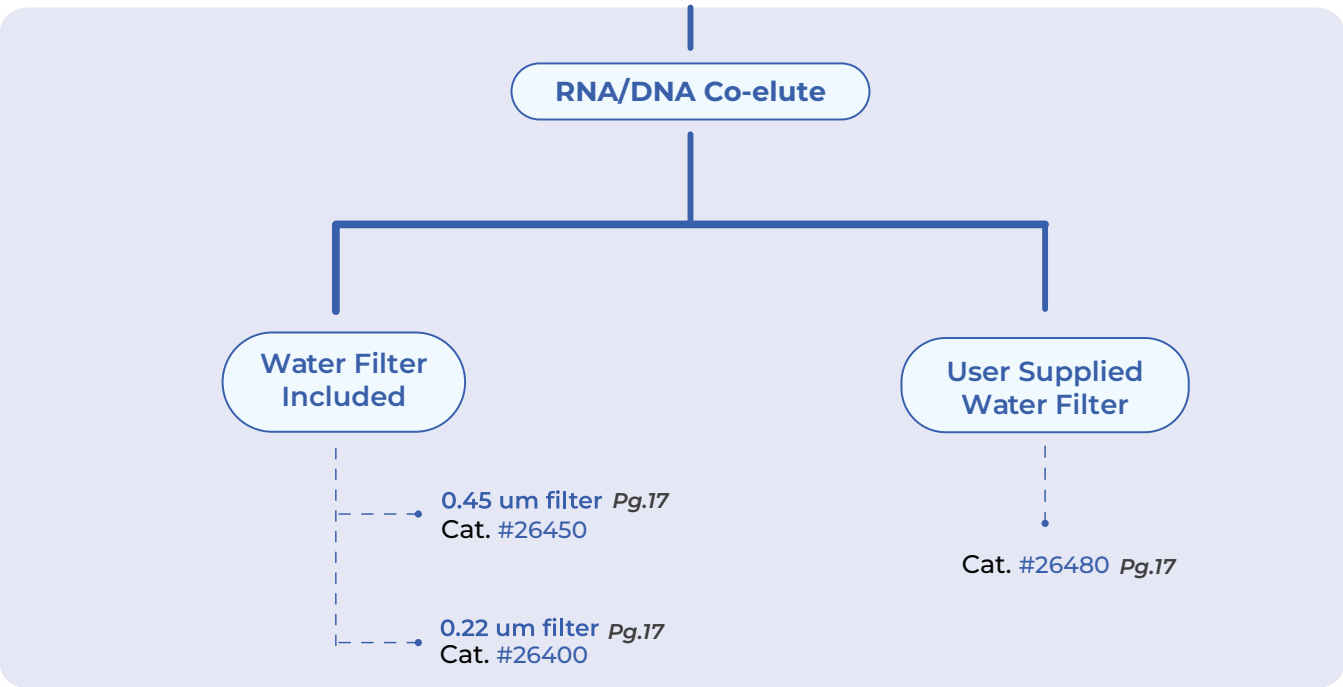 RNA/DNA Co-elute
Water Filter
Included
User Supplied
Water Filter
0.45 um filter Pg.17
Cat. #26450
Cat. #26480 Pg.17
0.22 um filter Pg.17
Cat. #26400